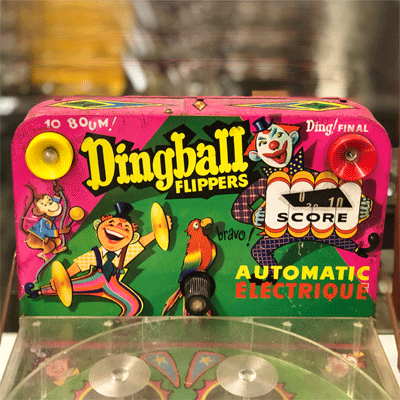 10 BOUM!
Ding! FINAL
Dingball
FLIPPERS
bravo!
SCORE
AUTOMATIC
ELECTRIQUE